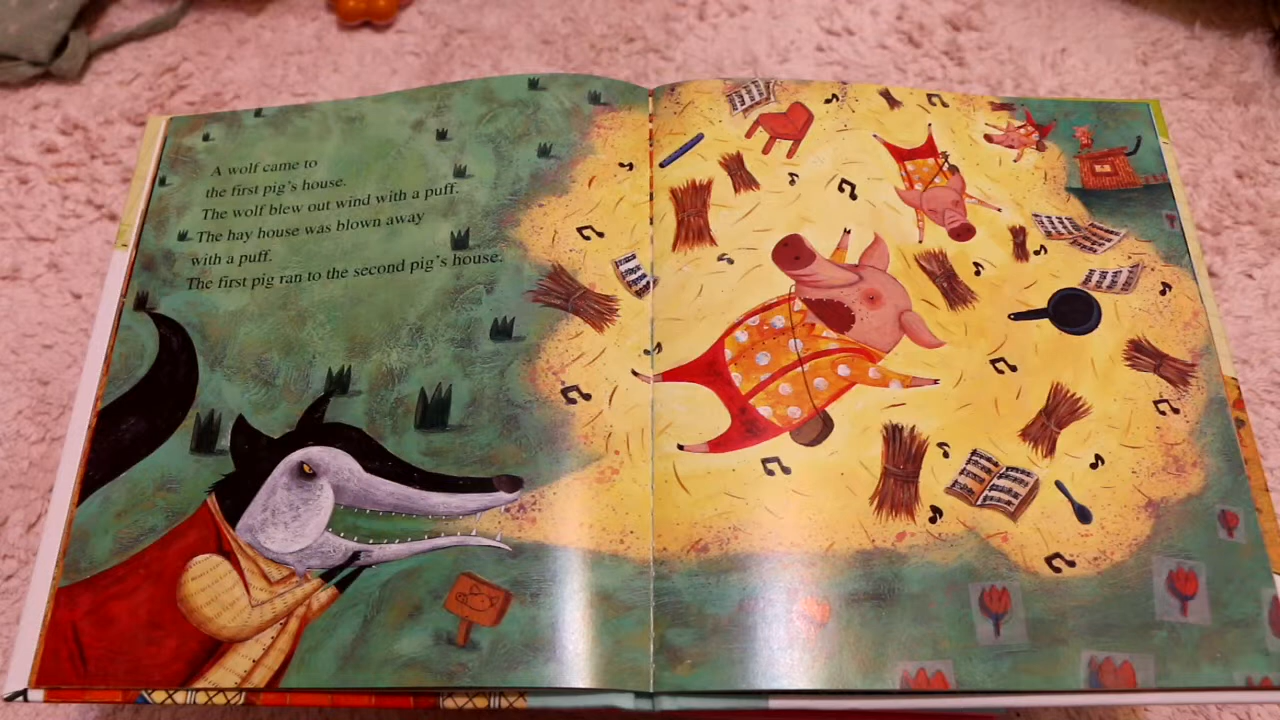 A wolf came to
the first pig's house.
The wolf blew out wind with a puff.
The hay house was blown away
with a puff.
The first pig ran to the second pig's house.